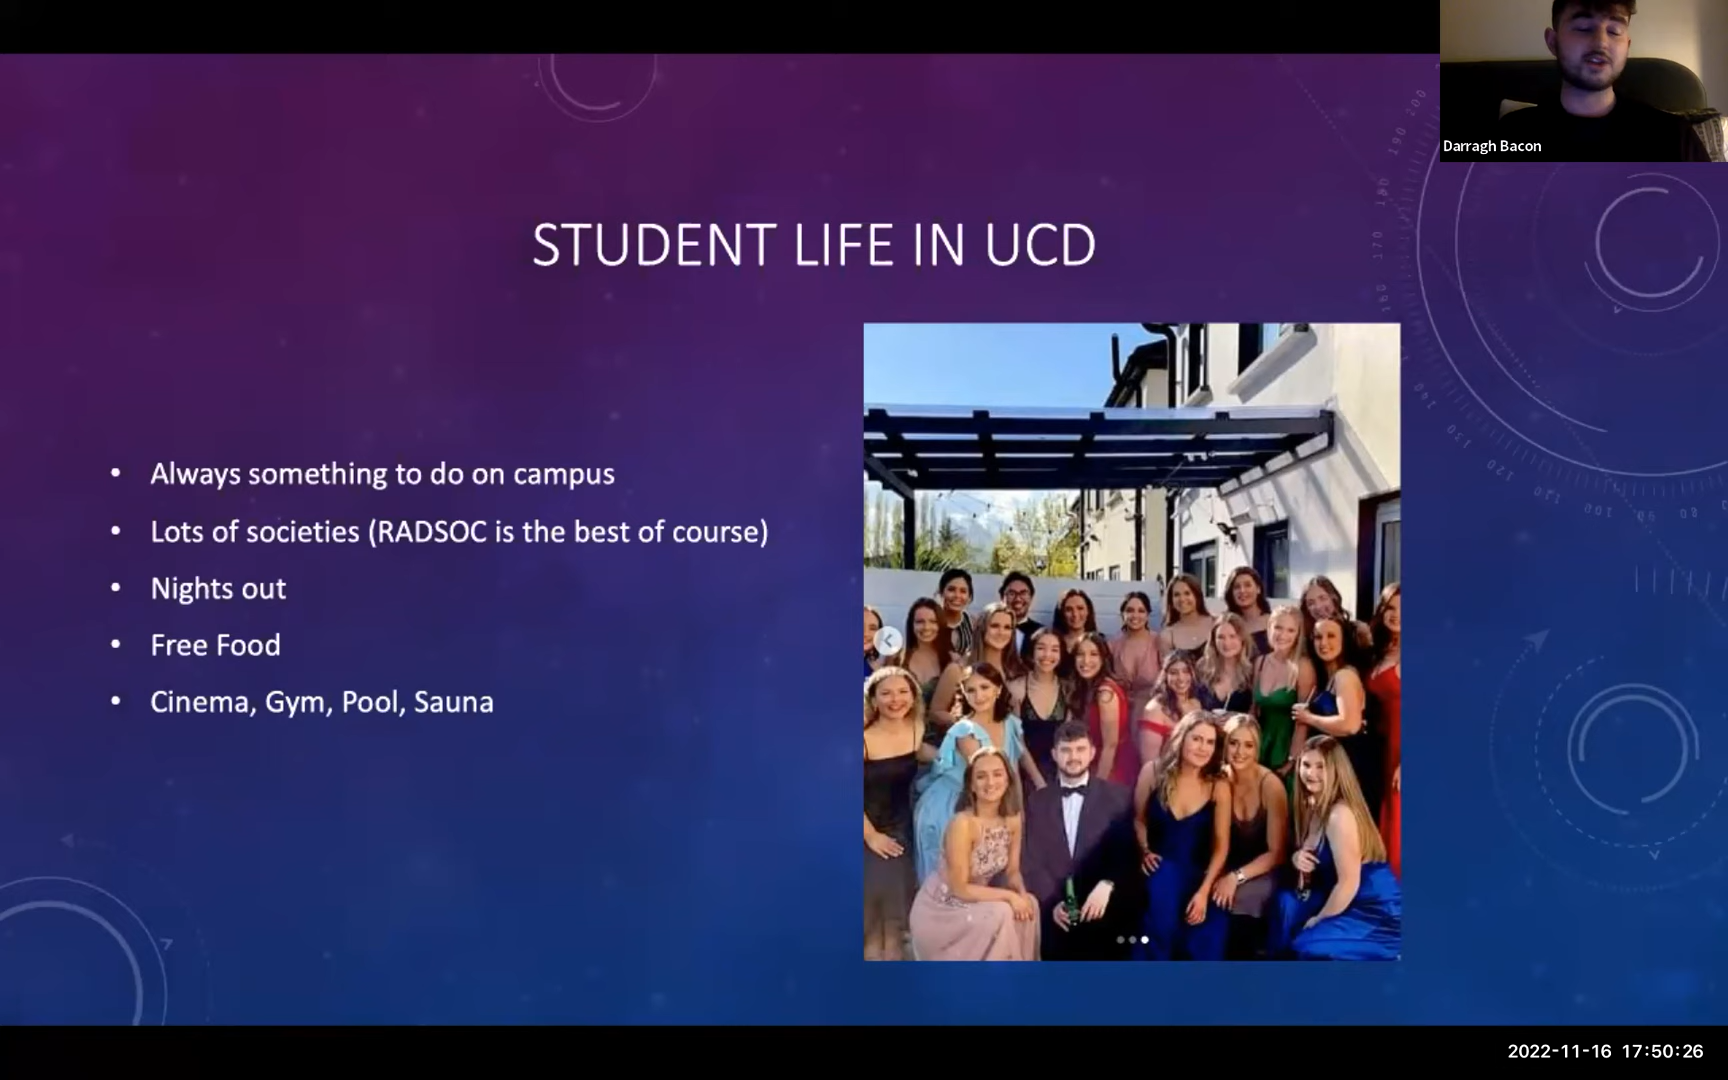 Darragh Bacon
STUDENT LIFE IN UCD
• Always something to do on campus
• Lots of societies (RADSOC is the best of course)
• Nights out
• Free Food
• Cinema, Gym, Pool, Sauna
2022-11-16 17:50:26